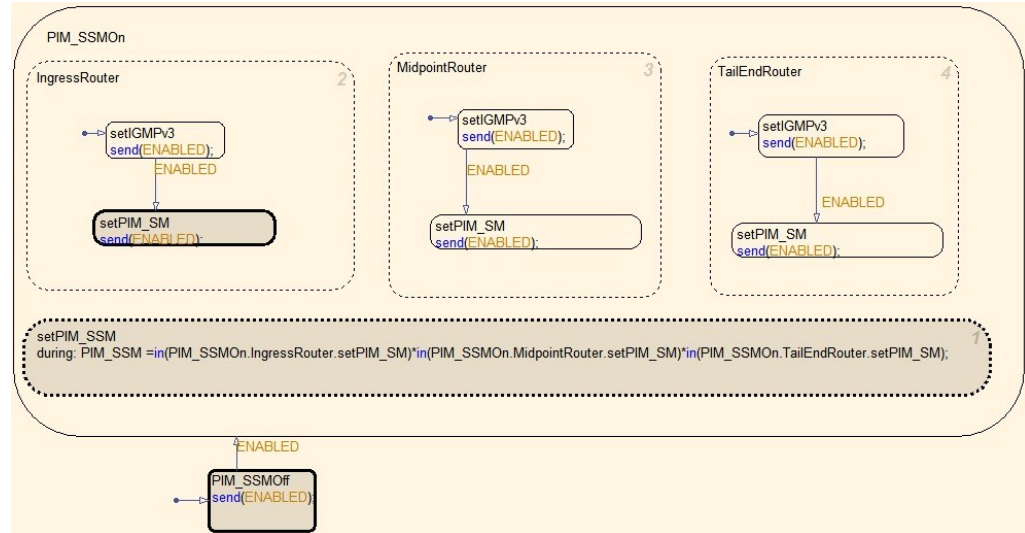 PIM_SSMOn
IngressRouter
2
setIGMPv3
send(ENABLED);
ENABLED
setPIM_SM
send(ENABLED);
MidpointRouter
3
setIGMPv3
send(ENABLED);
ENABLED
setPIM_SM
send(ENABLED);
TailEndRouter
4
setIGMPv3
send(ENABLED);
ENABLED
setPIM_SM
send(ENABLED);
setPIM_SSM
1
during: PIM_SSM =in(PIM_SSMOn.IngressRouter.setPIM_SM)*in(PIM_SSMOn.MidpointRouter.setPIM_SM)*in(PIM_SSMOn.TailEndRouter.setPIM_SM);
ENABLED
PIM_SSMOff
send(ENABLED);